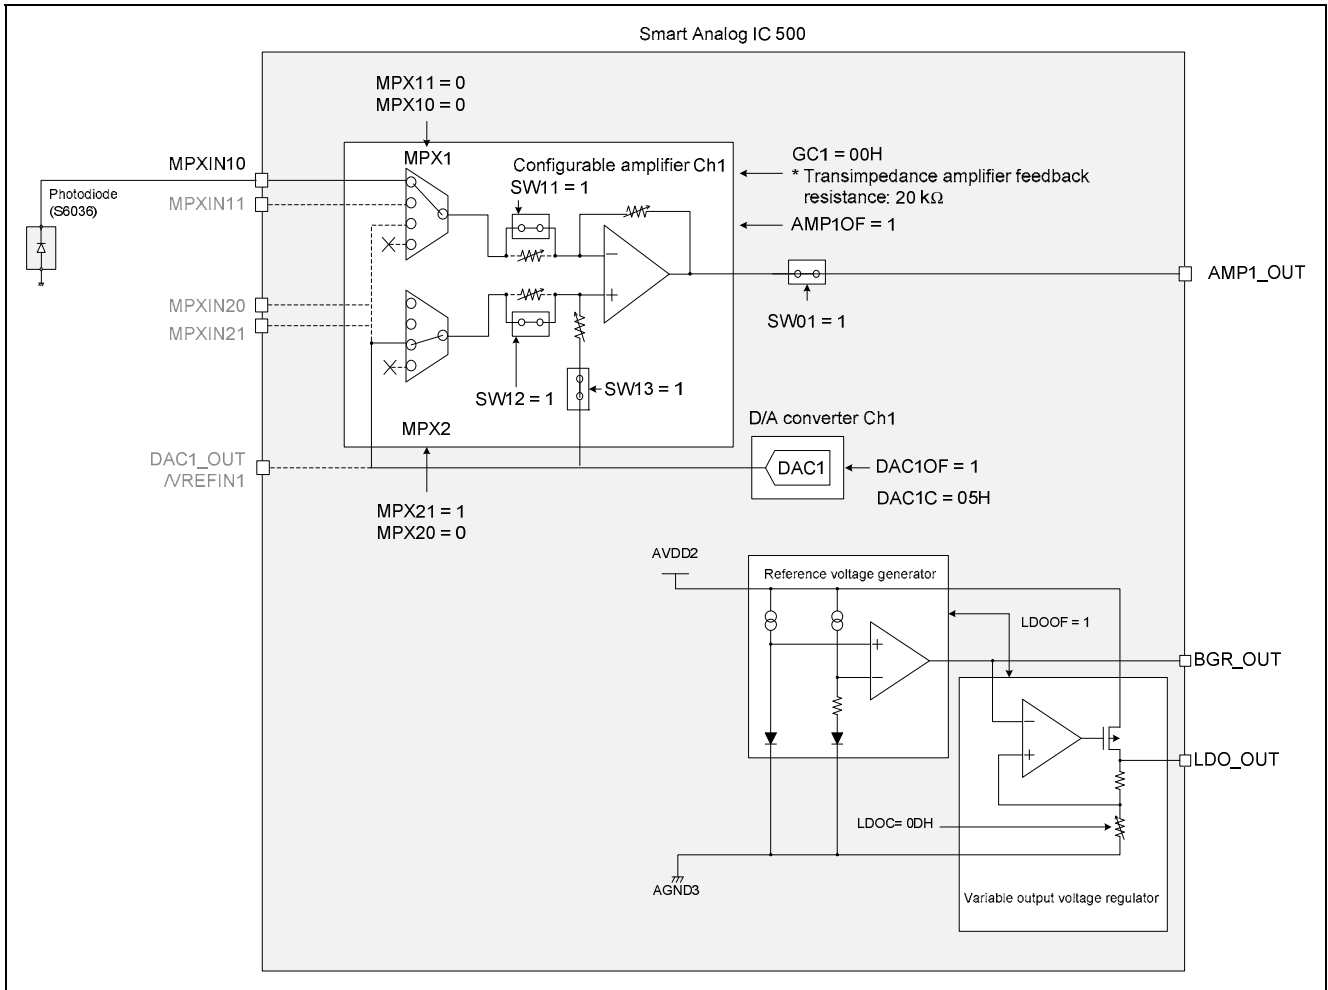 Smart Analog IC 500
MPX11 = 0
MPX10 = 0
MPXIN10
MPX1
Configurable amplifier Ch1
SW11 = 1
GC1 = 00H
* Transimpedance amplifier feedback
resistance: 20 kΩ
Photodiode
(S6036)
MPXIN11
AMP1OF = 1
−
+
AMP1_OUT
MPXIN20
MPXIN21
SW01 = 1
SW12 = 1
SW13 = 1
MPX2
D/A converter Ch1
DAC1_OUT
/VREFIN1
DAC1
DAC1OF = 1
DAC1C = 05H
MPX21 = 1
MPX20 = 0
AVDD2
Reference voltage generator
LDOOF = 1
+
−
BGR_OUT
−
+
LDO_OUT
LDOC= 0DH
AGND3
Variable output voltage regulator